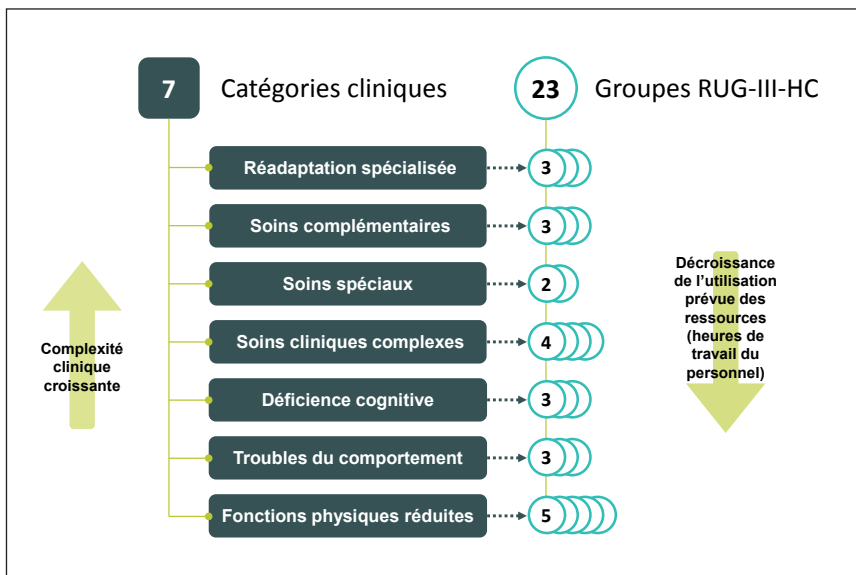 7 Catégories cliniques 23 Groupes RUG-III-HC
Réadaptation spécialisée 3
Soins complémentaires 3
Soins spéciaux 2
Soins cliniques complexes 4
Déficience cognitive 3
Troubles du comportement 3
Fonctions physiques réduites 5
Complexité
clinique
croissante
Décroissance
de l’utilisation
prévue des
ressources
(heures de
travail du
personnel)